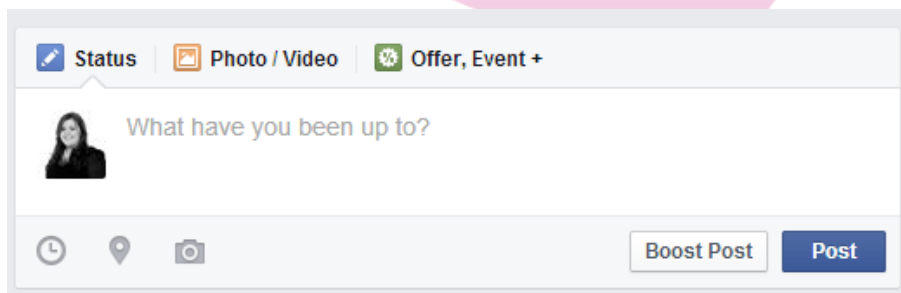 Status Photo / Video Offer, Event +
What have you been up to?
Boost Post Post